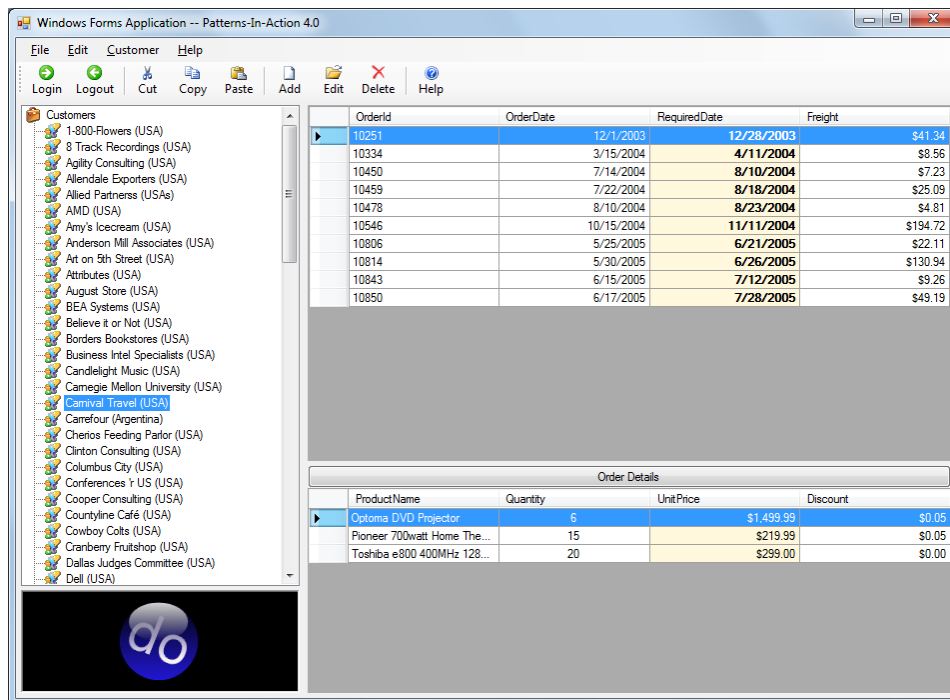 Windows Forms Application -- Patterns-In-Action 4.0
File Edit Customer Help
Login Logout Cut Copy Paste Add Edit Delete Help
Customers
1-800-Flowers (USA)
8 Track Recordings (USA)
Agility Consulting (USA)
Allendale Exporters (USA)
Allied Partnerss (USAs)
AMD (USA)
Amy's Icecream (USA)
Anderson Mill Associates (USA)
Art on 5th Street (USA)
Attributes (USA)
August Store (USA)
BEA Systems (USA)
Believe it or Not (USA)
Borders Bookstores (USA)
Business Intel Specialists (USA)
Candlelight Music (USA)
Carnegie Mellon University (USA)
Carnival Travel (USA)
Carrefour (Argentina)
Cherios Feeding Parlor (USA)
Clinton Consulting (USA)
Columbus City (USA)
Conferences 'r US (USA)
Cooper Consulting (USA)
Countyline Café (USA)
Cowboy Colts (USA)
Cranberry Fruitshop (USA)
Dallas Judges Committee (USA)
Dell (USA)
do
OrderId OrderDate RequiredDate Freight
10251 12/1/2003 12/28/2003 $41.34
10334 3/15/2004 4/11/2004 $8.56
10450 7/14/2004 8/10/2004 $7.23
10459 7/22/2004 8/18/2004 $25.09
10478 8/10/2004 8/23/2004 $4.81
10546 10/15/2004 11/11/2004 $194.72
10806 5/25/2005 6/21/2005 $22.11
10814 5/30/2005 6/26/2005 $130.94
10843 6/15/2005 7/12/2005 $9.26
10850 6/17/2005 7/28/2005 $49.19
Order Details
ProductName Quantity UnitPrice Discount
Optoma DVD Projector 6 $1,499.99 $0.05
Pioneer 700watt Home The... 15 $219.99 $0.05
Toshiba e800 400MHz 128... 20 $299.00 $0.00